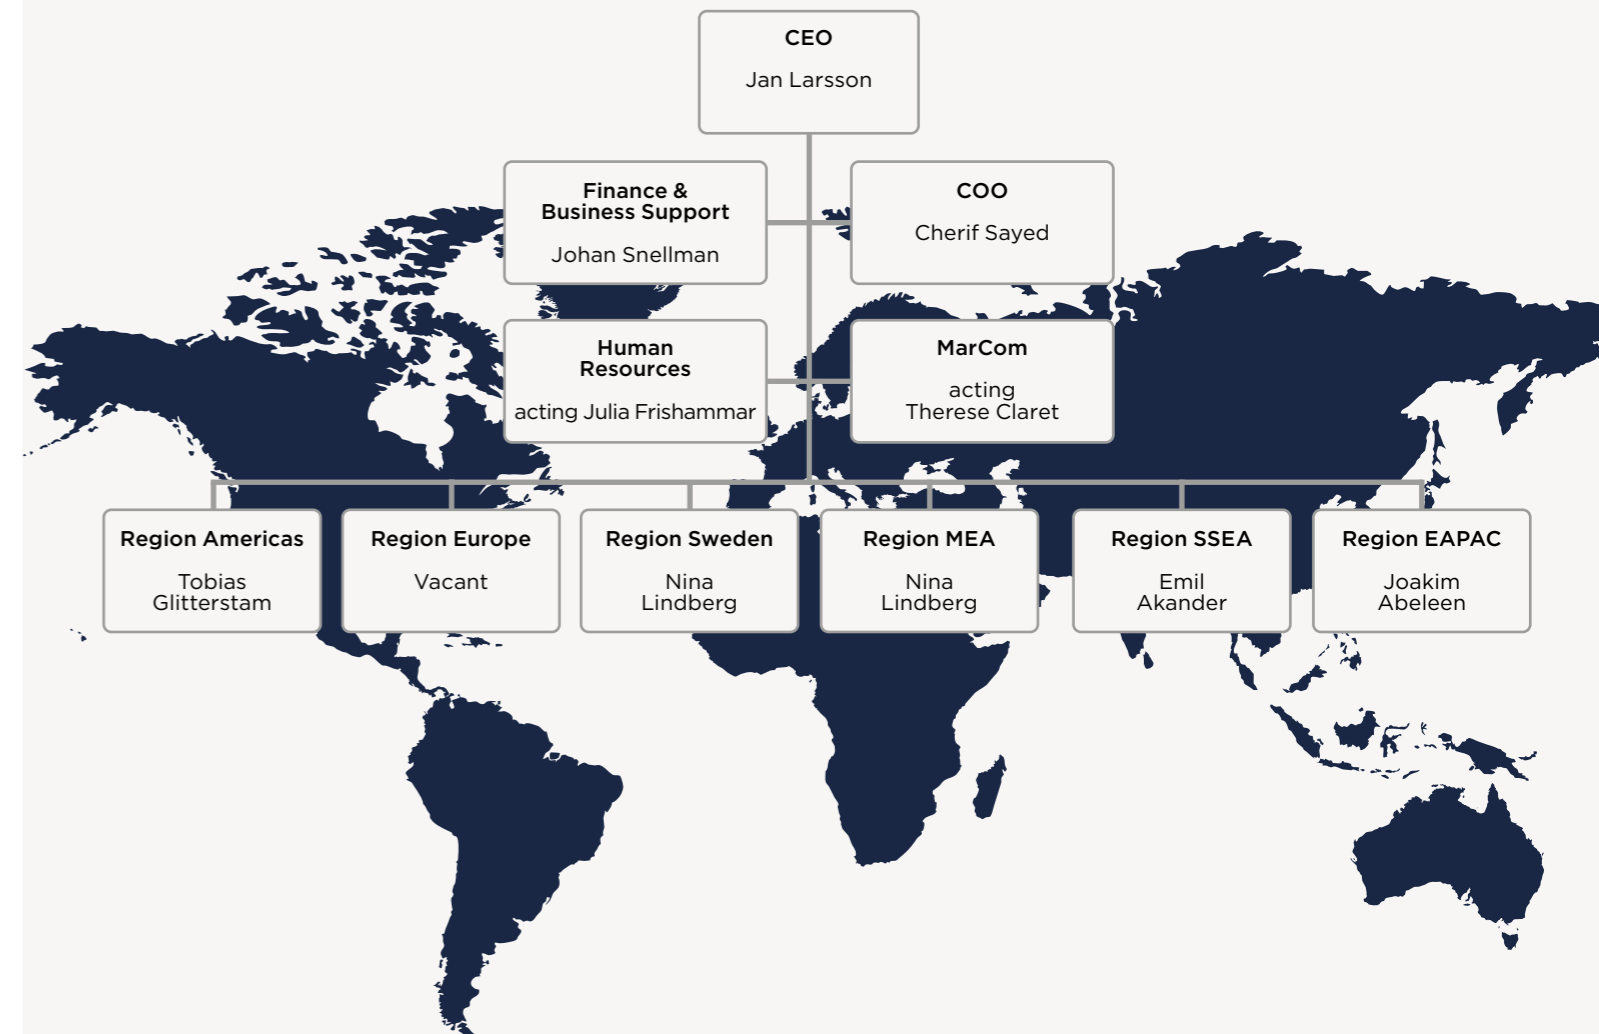 CEO
Jan Larsson
Finance &
Business Support
Johan Snellman
COO
Cherif Sayed
Human
Resources
acting Julia Frishammar
MarCom
acting
Therese Claret
Region Americas
Tobias
Glitterstam
Region Europe
Vacant
Region Sweden
Nina
Lindberg
Region MEA
Nina
Lindberg
Region SSEA
Emil
Akander
Region EAPAC
Joakim
Abeleen